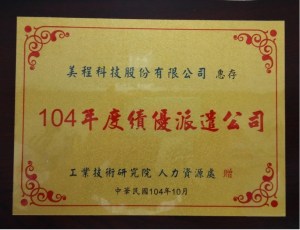 美程科技股份有限公司 惠存
104年度績優派遣公司
工業技術研究院 人力資源處 贈
中華民國104年10月